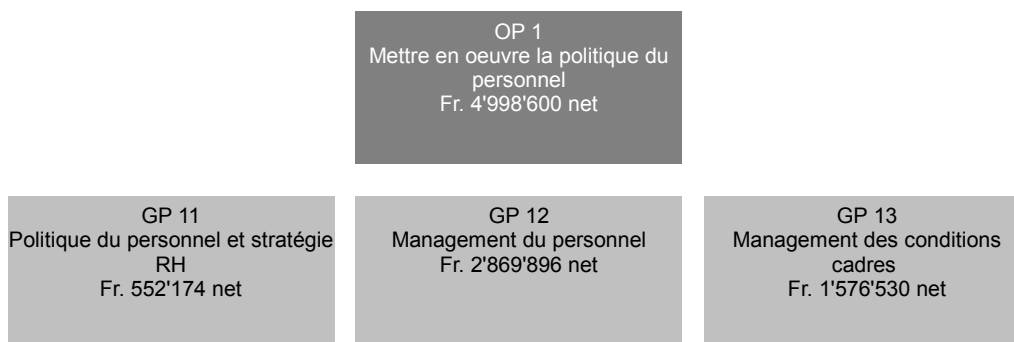 OP 1
Mettre en oeuvre la politique du
personnel
Fr. 4'998'600 net
GP 11
Politique du personnel et stratégie
RH
Fr. 552'174 net
GP 12
Management du personnel
Fr. 2'869'896 net
GP 13
Management des conditions
cadres
Fr. 1'576'530 net